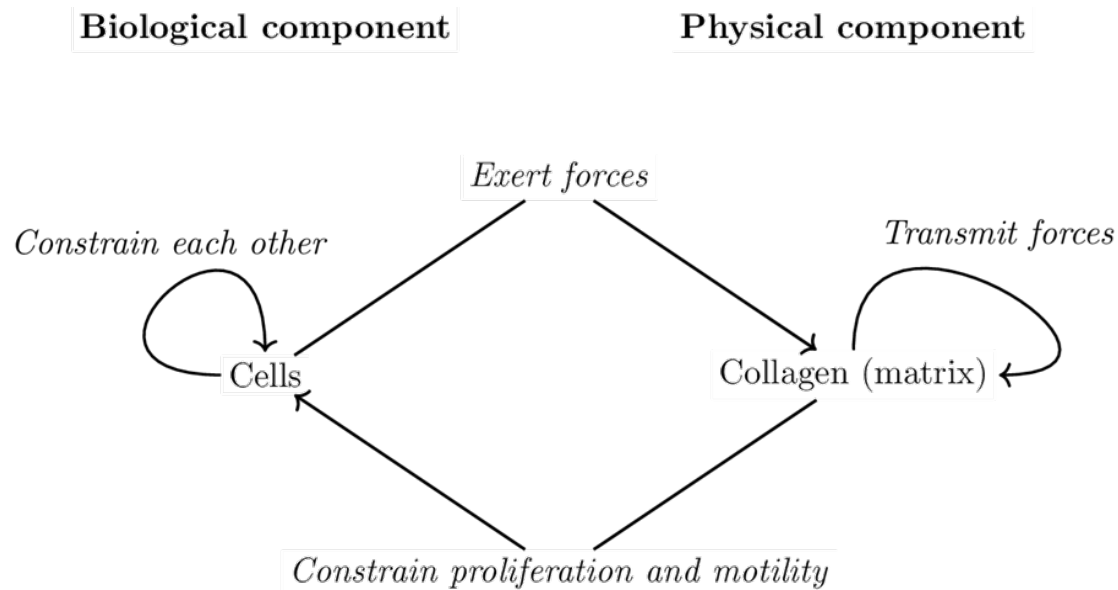 Biological component
Physical component
Exert forces
Constrain each other
Transmit forces
Cells
Collagen (matrix)
Constrain proliferation and motility